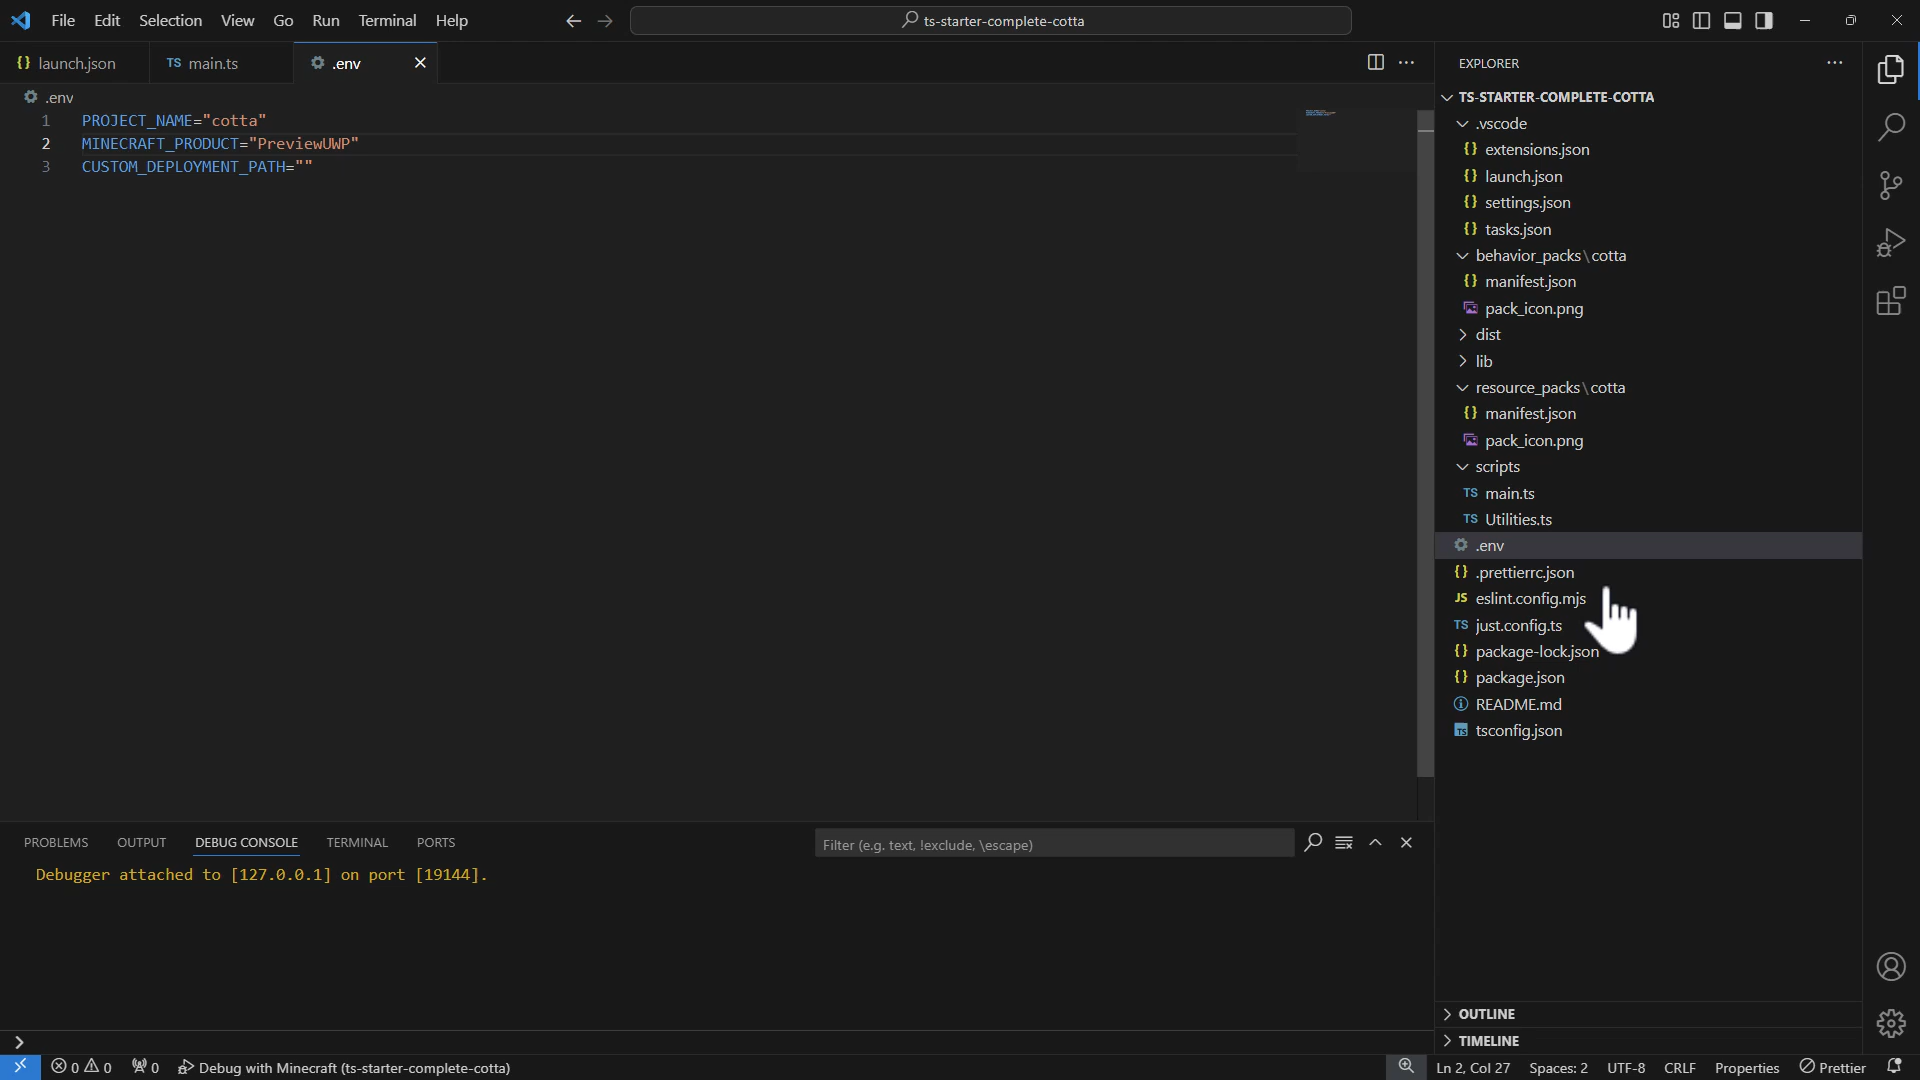 File Edit Selection View Go Run Terminal Help
ts-starter-complete-cotta
launch.json
TS main.ts
.env
.env
1 PROJECT_NAME="cotta"
2 MINECRAFT_PRODUCT="PreviewUWP"
3 CUSTOM_DEPLOYMENT_PATH=""
EXPLORER
TS-STARTER-COMPLETE-COTTA
.vscode
{} extensions.json
{} launch.json
{} settings.json
{} tasks.json
behavior_packs\cotta
{} manifest.json
pack_icon.png
dist
lib
resource_packs\cotta
{} manifest.json
pack_icon.png
scripts
TS main.ts
TS Utilities.ts
.env
{} .prettierrc.json
JS eslint.config.mjs
TS just.config.ts
{} package-lock.json
{} package.json
README.md
TS tsconfig.json
OUTLINE
TIMELINE
PROBLEMS OUTPUT DEBUG CONSOLE TERMINAL PORTS
Filter (e.g. text, !exclude, \escape)
Debugger attached to [127.0.0.1] on port [19144].
0 0 0 Debug with Minecraft (ts-starter-complete-cotta)
Ln 2, Col 27 Spaces: 2 UTF-8 CRLF Properties Prettier